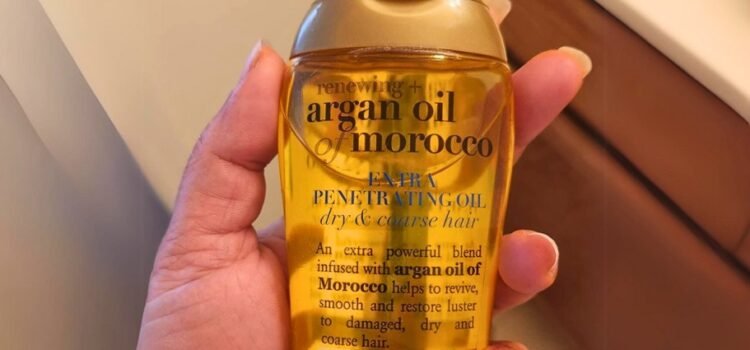 renewing +
argan oil
of morocco
EXTRA
PENETRATING OIL
dry & coarse hair
An extra powerful blend
infused with argan oil of
Morocco helps to revive,
smooth and restore luster
to damaged, dry and
coarse hair.